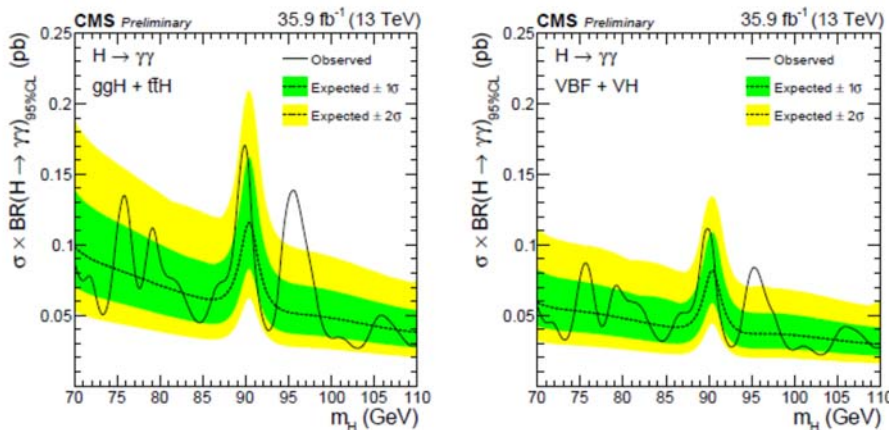 CMS Preliminary 35.9 fb⁻¹ (13 TeV)
H → γγ
ggH + tt̄H
Observed
Expected ± 1σ
Expected ± 2σ
σ × BR(H → γγ)95%CL (pb)
0.25
0.2
0.15
0.1
0.05
70 75 80 85 90 95 100 105 110
mH (GeV)
CMS Preliminary 35.9 fb⁻¹ (13 TeV)
H → γγ
VBF + VH
Observed
Expected ± 1σ
Expected ± 2σ
σ × BR(H → γγ)95%CL (pb)
0.25
0.2
0.15
0.1
0.05
70 75 80 85 90 95 100 105 110
mH (GeV)